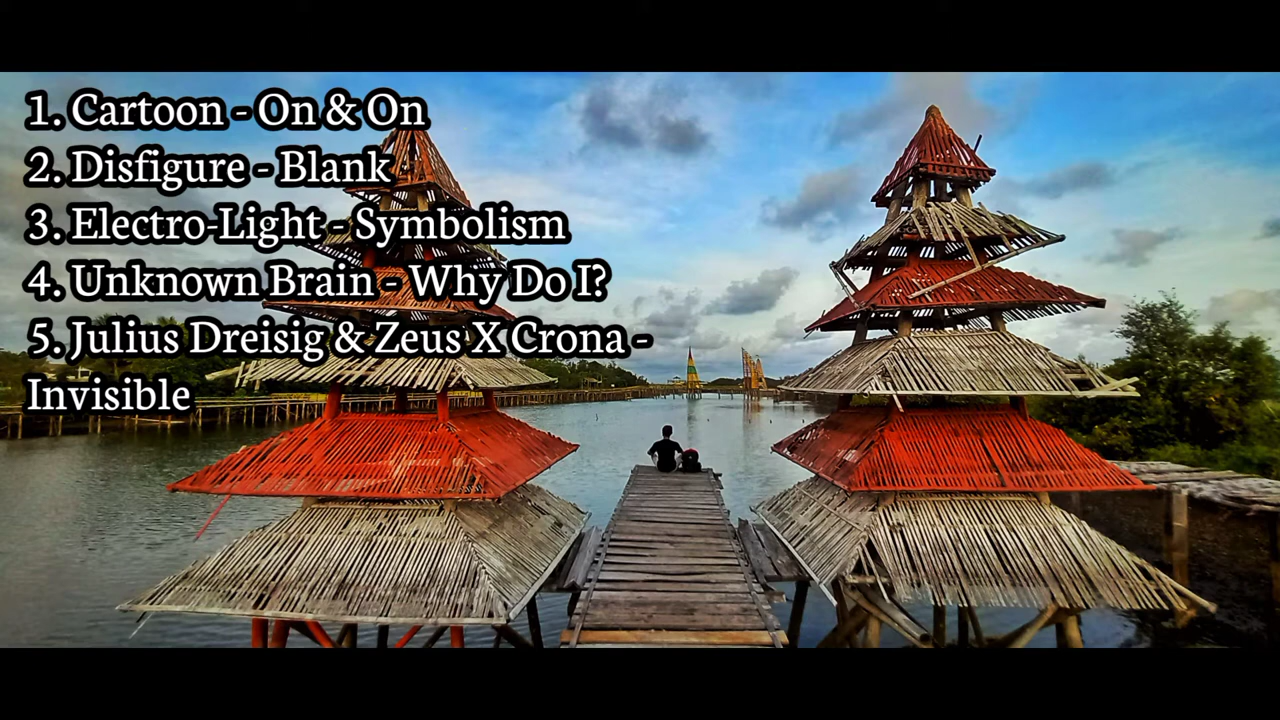 1. Cartoon - On & On
2. Disfigure - Blank
3. Electro-Light - Symbolism
4. Unknown Brain - Why Do I?
5. Julius Dreisig & Zeus X Crona -
Invisible